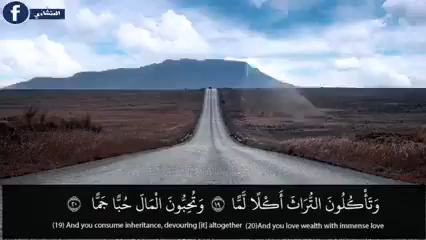 المنشاوي
وَتَأْكُلُونَ التُّرَاثَ أَكْلًا لَّمًّا ﴿١٩﴾ وَتُحِبُّونَ الْمَالَ حُبًّا جَمًّا ﴿٢٠﴾
(19) And you consume inheritance, devouring [it] altogether (20)And you love wealth with immense love